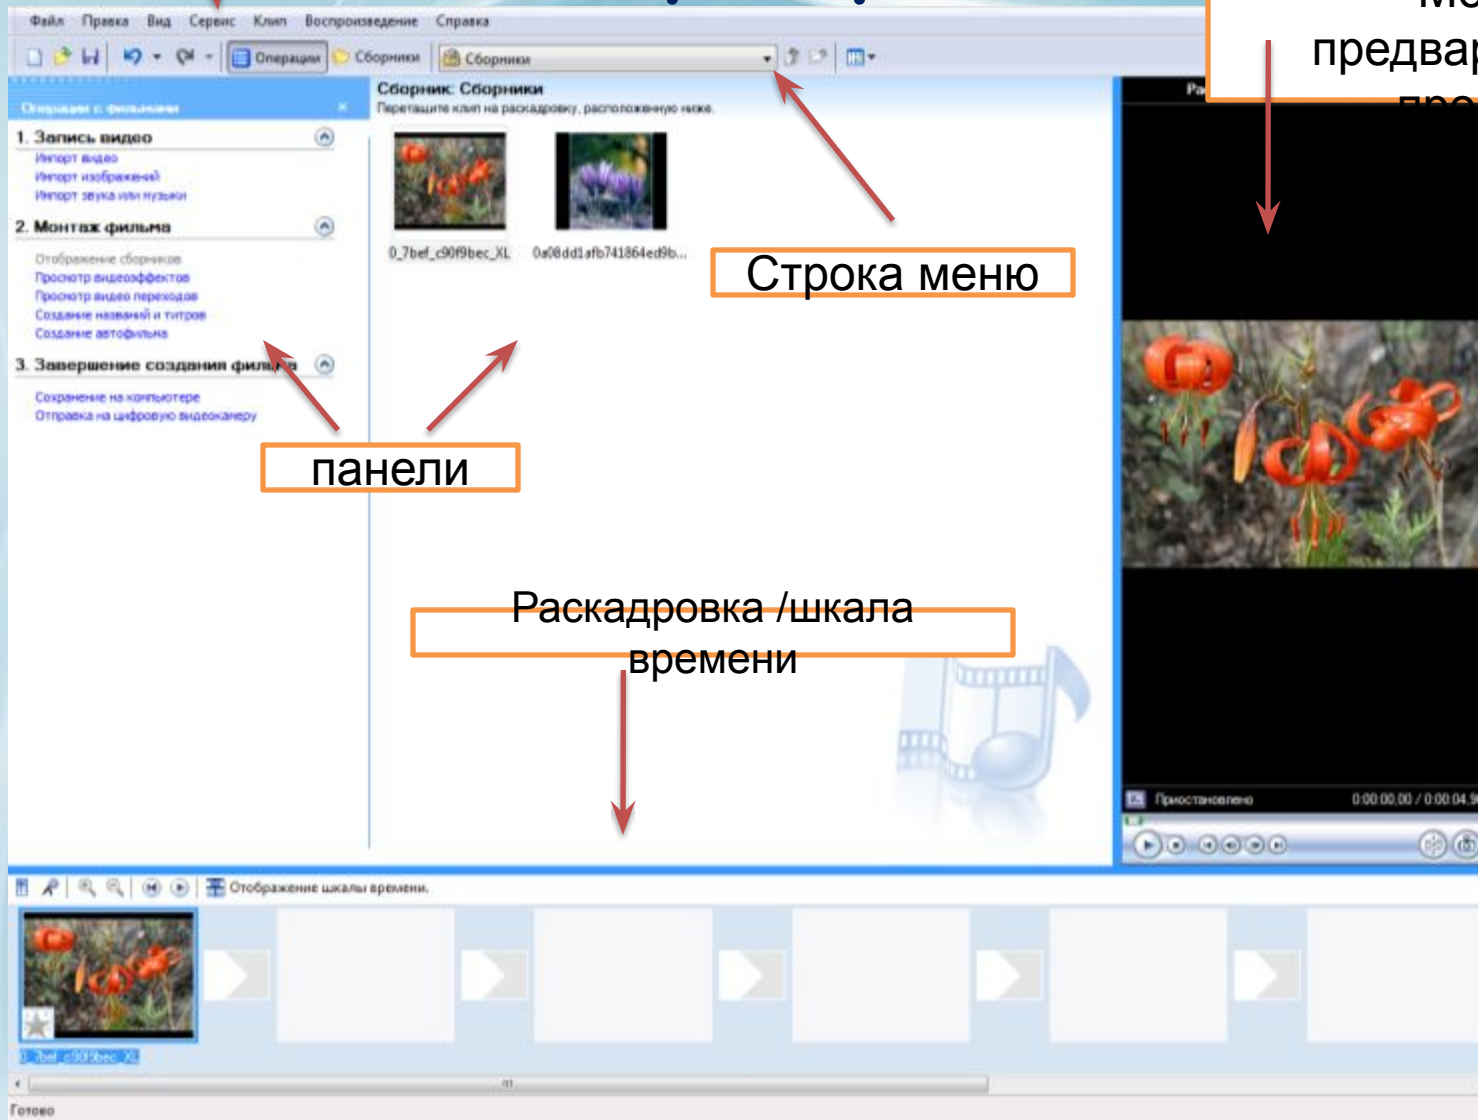 Файл Правка Вид Сервис Клип Воспроизведение Справка
Операции Сборники Сборники
предвар
Операции с фильмами
Сборник: Сборники
Перетащите клип на раскадровку, расположенную ниже.
1. Запись видео
Импорт видео
Импорт изображений
Импорт звука или музыки
2. Монтаж фильма
Отображение сборников
Просмотр видеоэффектов
Просмотр видео переходов
Создание названий и титров
Создание автофильма
3. Завершение создания фильма
Сохранение на компьютере
Отправка на цифровую видеокамеру
0_7bef_c90f9bec_XL 0a08dd1afb741864ed9b...
Строка меню
панели
Раскадровка /шкала
времени
Приостановлено 0:00:00,00 / 0:00:04,9
Отображение шкалы времени.
0_7bef_c90f9bec_XL
Готово